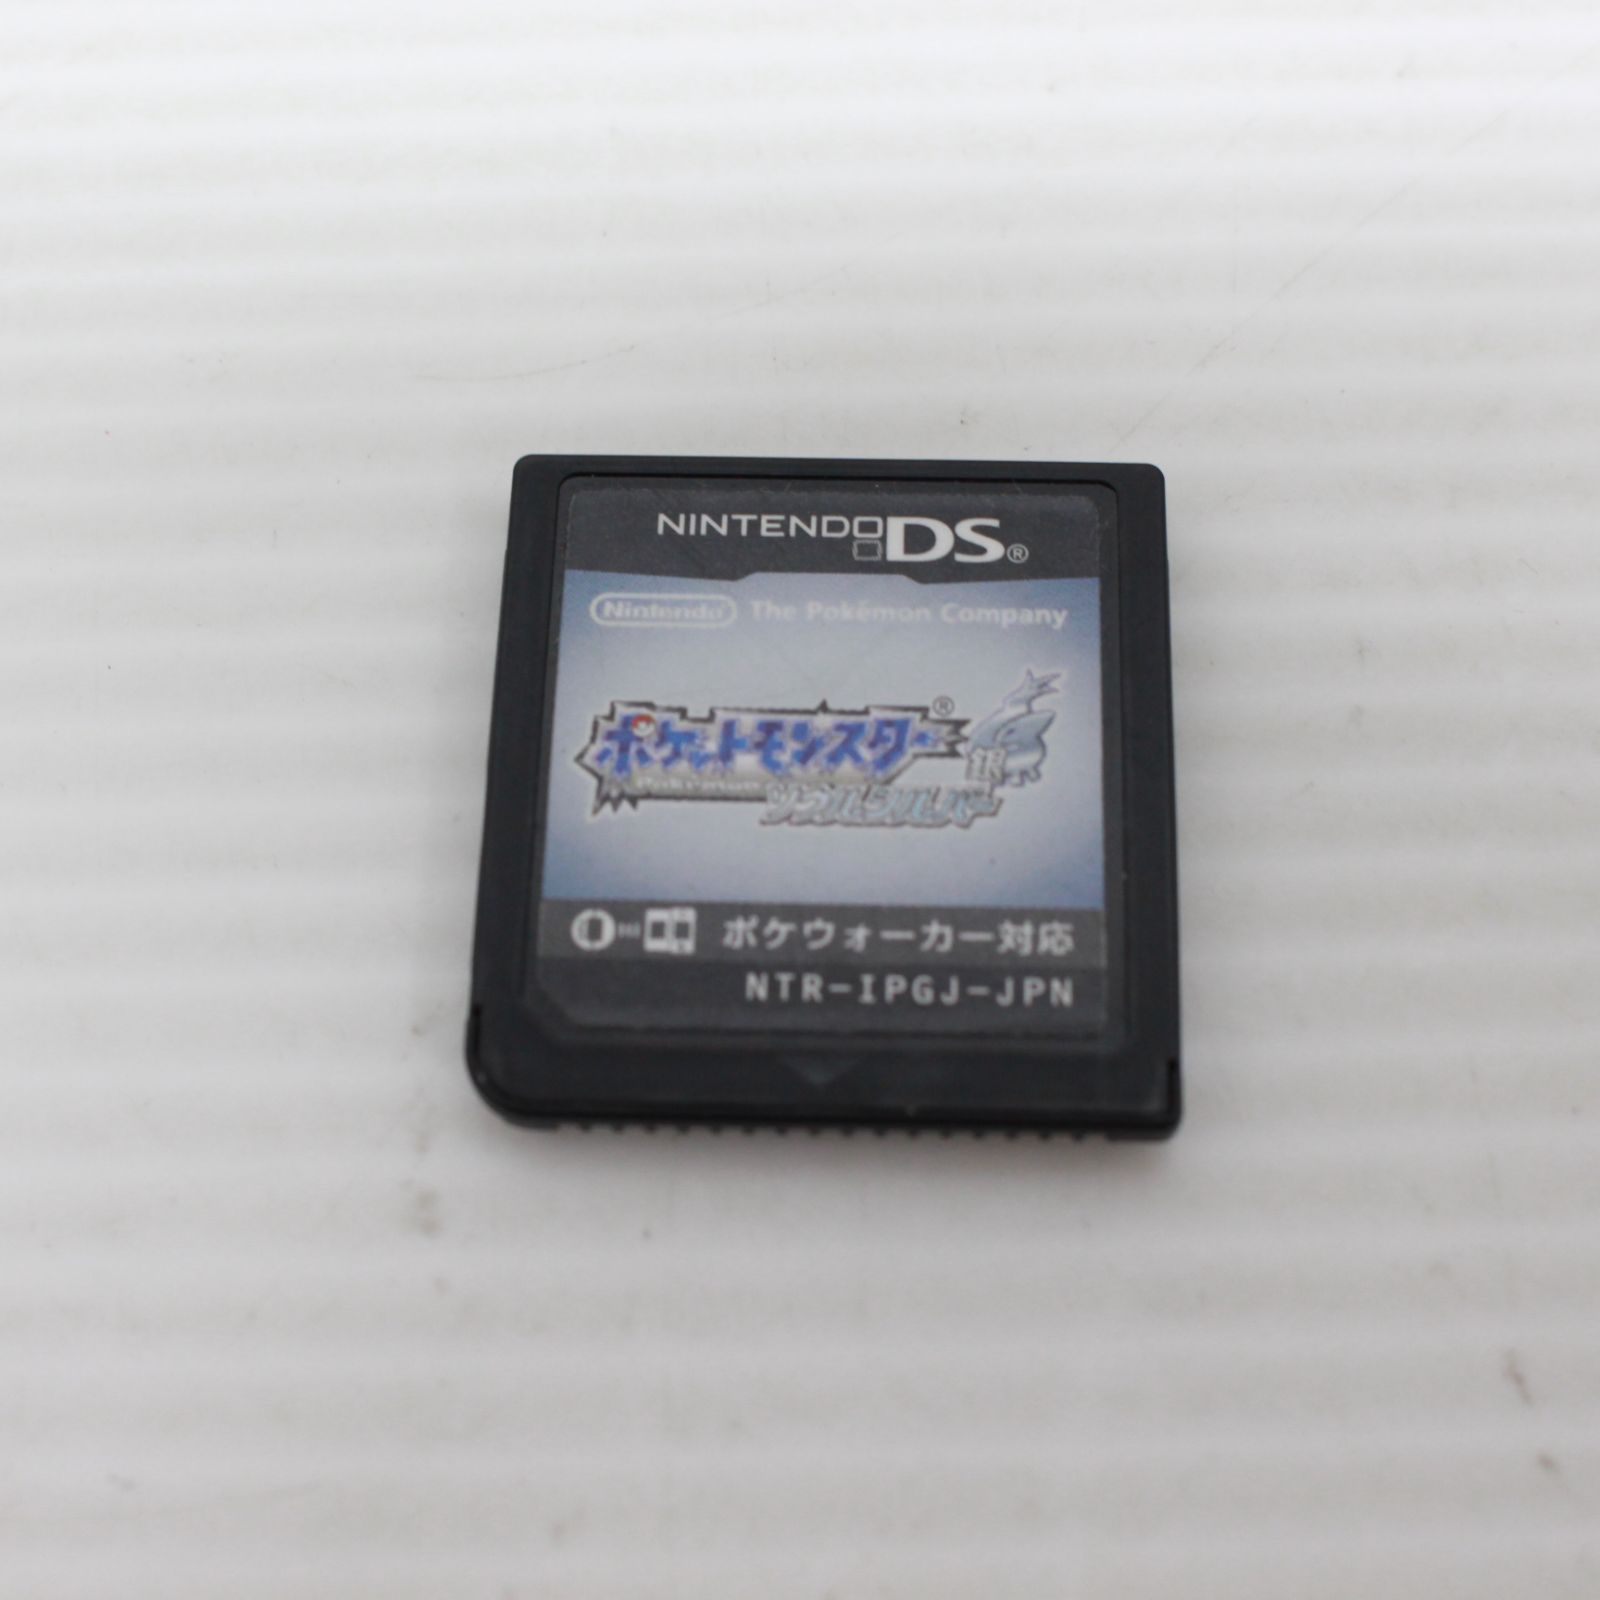 NINTENDO DS®
Nintendo® The Pokémon Company
ポケットモンスター®
Pokémon
銀
ソウルシルバー
ポケウォーカー対応
NTR-IPGJ-JPN